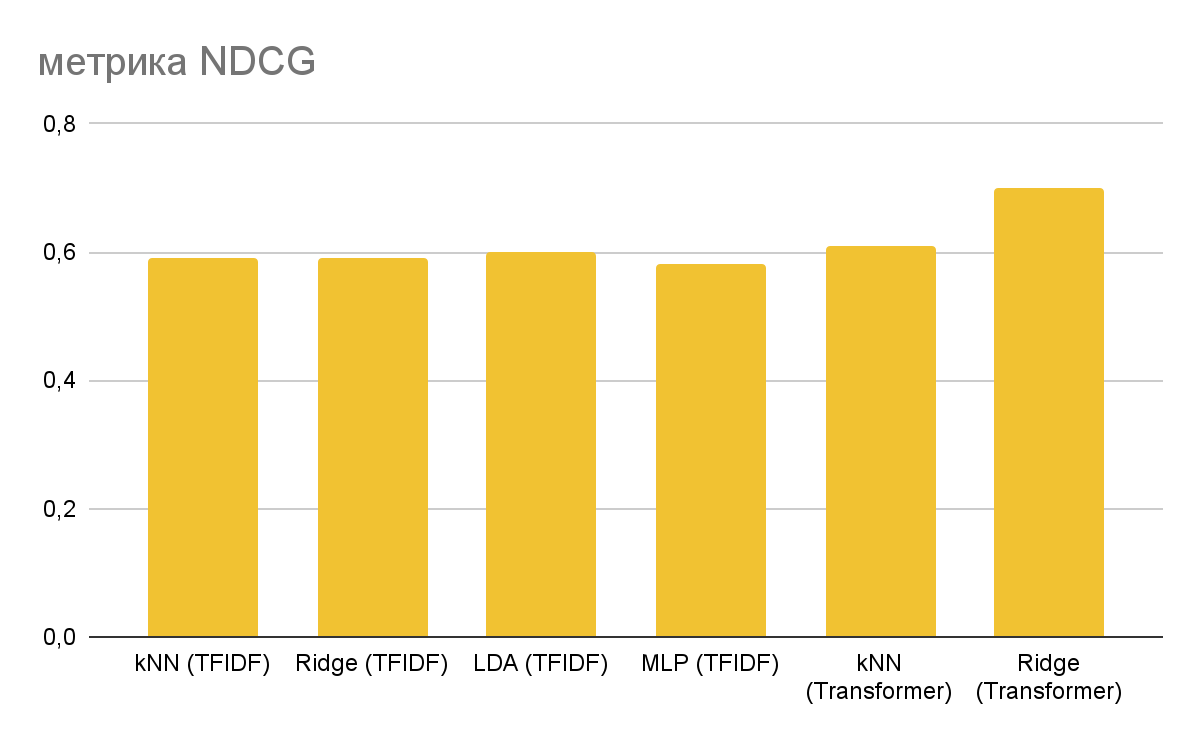 метрика NDCG
0,8
0,6
0,4
0,2
0,0
kNN (TFIDF)
Ridge (TFIDF)
LDA (TFIDF)
MLP (TFIDF)
kNN
(Transformer)
Ridge
(Transformer)